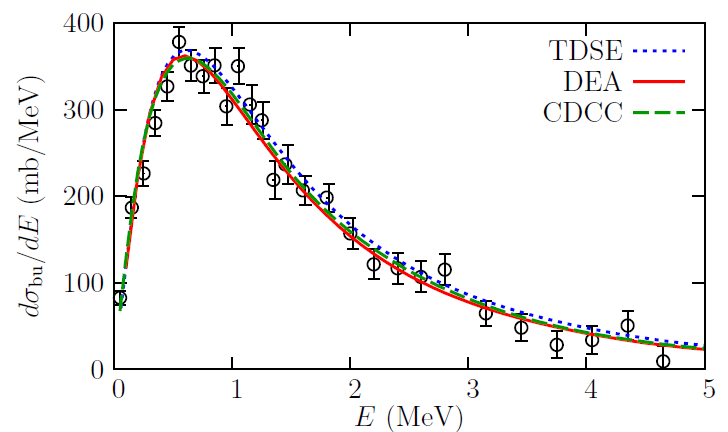 400
300
200
100
0
dσbu/dE (mb/MeV)
TDSE
DEA
CDCC
0 1 2 3 4 5
E (MeV)